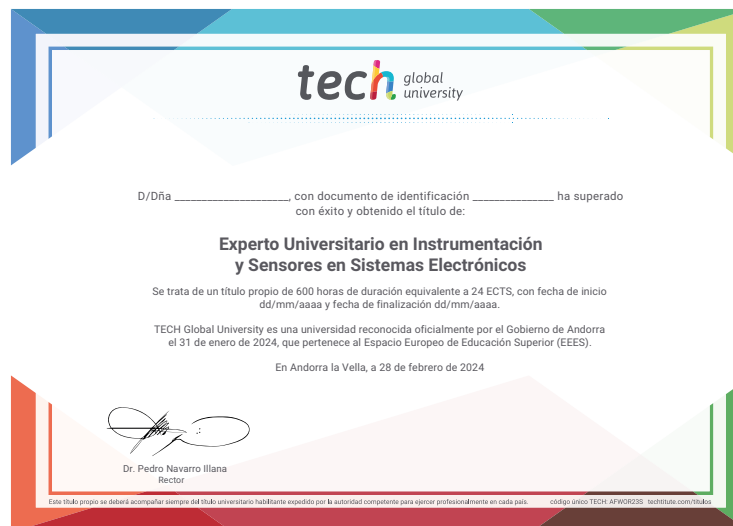 tech global
university
D/Dña ____________________, con documento de identificación ______________ ha superado
con éxito y obtenido el título de:
Experto Universitario en Instrumentación
y Sensores en Sistemas Electrónicos
Se trata de un título propio de 600 horas de duración equivalente a 24 ECTS, con fecha de inicio
dd/mm/aaaa y fecha de finalización dd/mm/aaaa.
TECH Global University es una universidad reconocida oficialmente por el Gobierno de Andorra
el 31 de enero de 2024, que pertenece al Espacio Europeo de Educación Superior (EEES).
En Andorra la Vella, a 28 de febrero de 2024
Dr. Pedro Navarro Illana
Rector
Este título propio se deberá acompañar siempre del título universitario habilitante expedido por la autoridad competente para ejercer profesionalmente en cada país. código único TECH: AFWOR23S techtitute.com/titulos